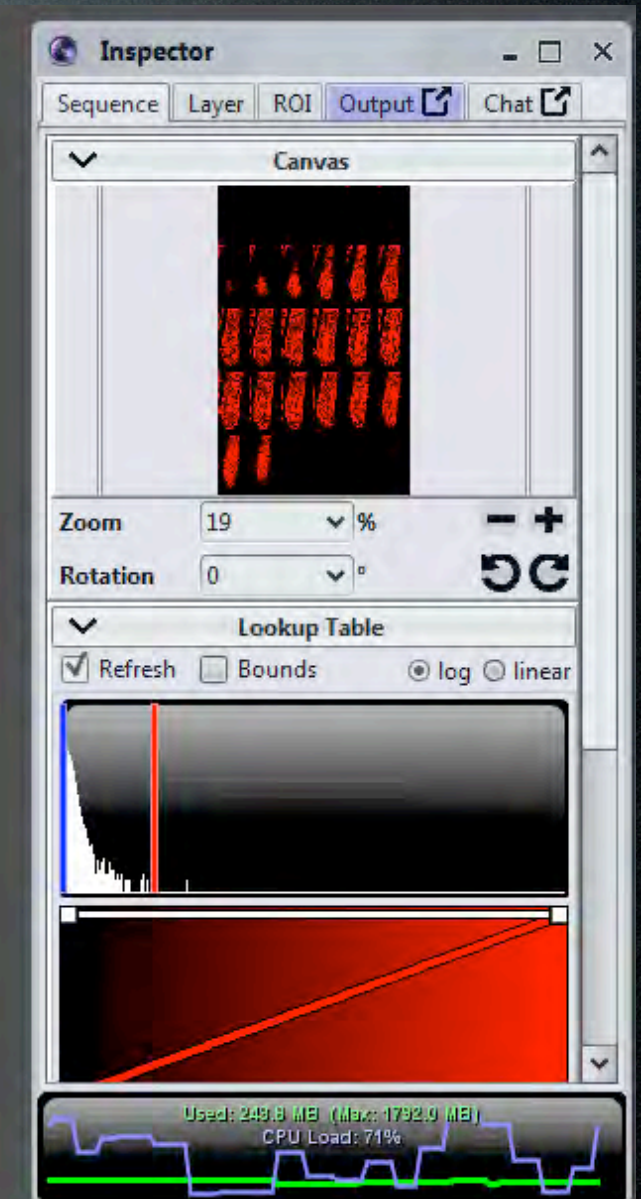 Inspector
Sequence Layer ROI Output Chat
Canvas
Zoom 19 %
Rotation 0 °
Lookup Table
Refresh Bounds log linear
Used: 243.8 MB (Max: 1792.0 MB)
CPU Load: 71%